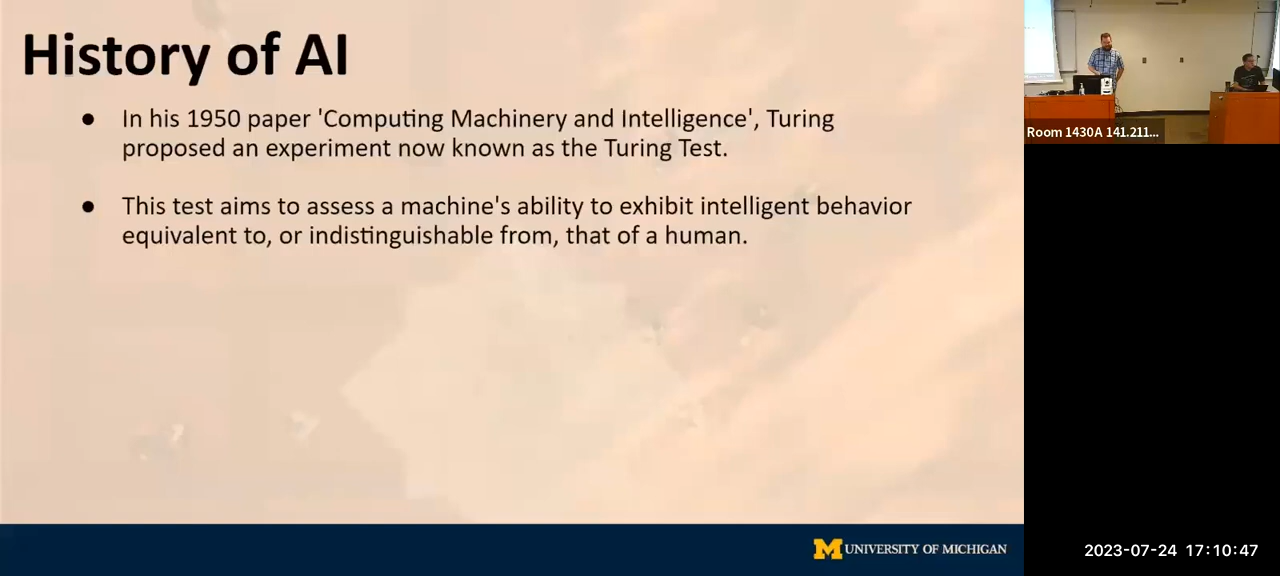 History of AI
● In his 1950 paper 'Computing Machinery and Intelligence', Turing
proposed an experiment now known as the Turing Test.
● This test aims to assess a machine's ability to exhibit intelligent behavior
equivalent to, or indistinguishable from, that of a human.
M UNIVERSITY OF MICHIGAN
Room 1430A 141.211...
2023-07-24 17:10:47